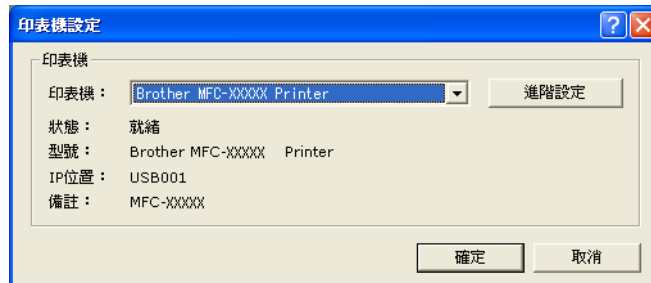 印表機設定
印表機
印表機： Brother MFC-XXXXX Printer 進階設定
狀態： 就緒
型號： Brother MFC-XXXXX Printer
IP位置： USB001
備註： MFC-XXXXX
確定 取消